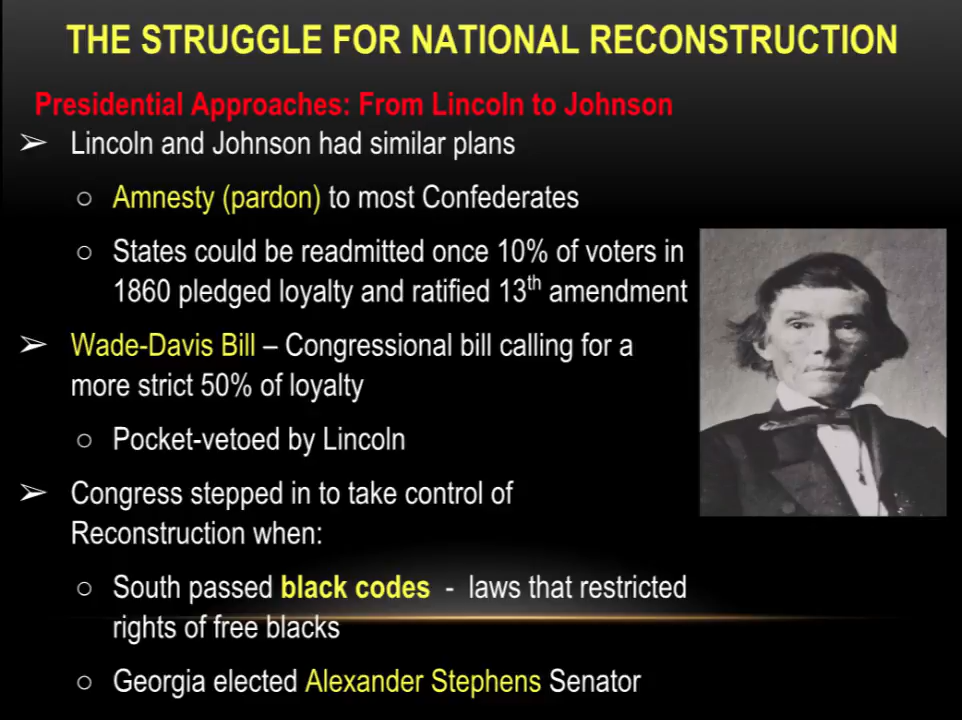 THE STRUGGLE FOR NATIONAL RECONSTRUCTION
Presidential Approaches: From Lincoln to Johnson
➢ Lincoln and Johnson had similar plans
○ Amnesty (pardon) to most Confederates
○ States could be readmitted once 10% of voters in
1860 pledged loyalty and ratified 13th amendment
➢ Wade-Davis Bill – Congressional bill calling for a
more strict 50% of loyalty
○ Pocket-vetoed by Lincoln
➢ Congress stepped in to take control of
Reconstruction when:
○ South passed black codes - laws that restricted
rights of free blacks
○ Georgia elected Alexander Stephens Senator